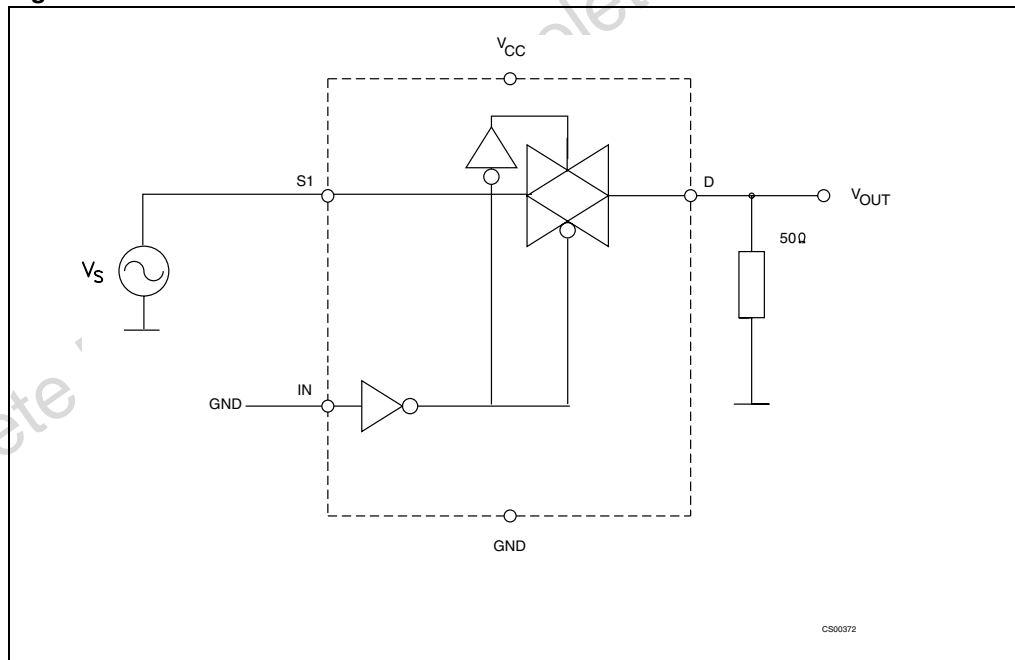 V_CC
S1
D
V_OUT
50Ω
V_S
IN
GND
GND
CS00372